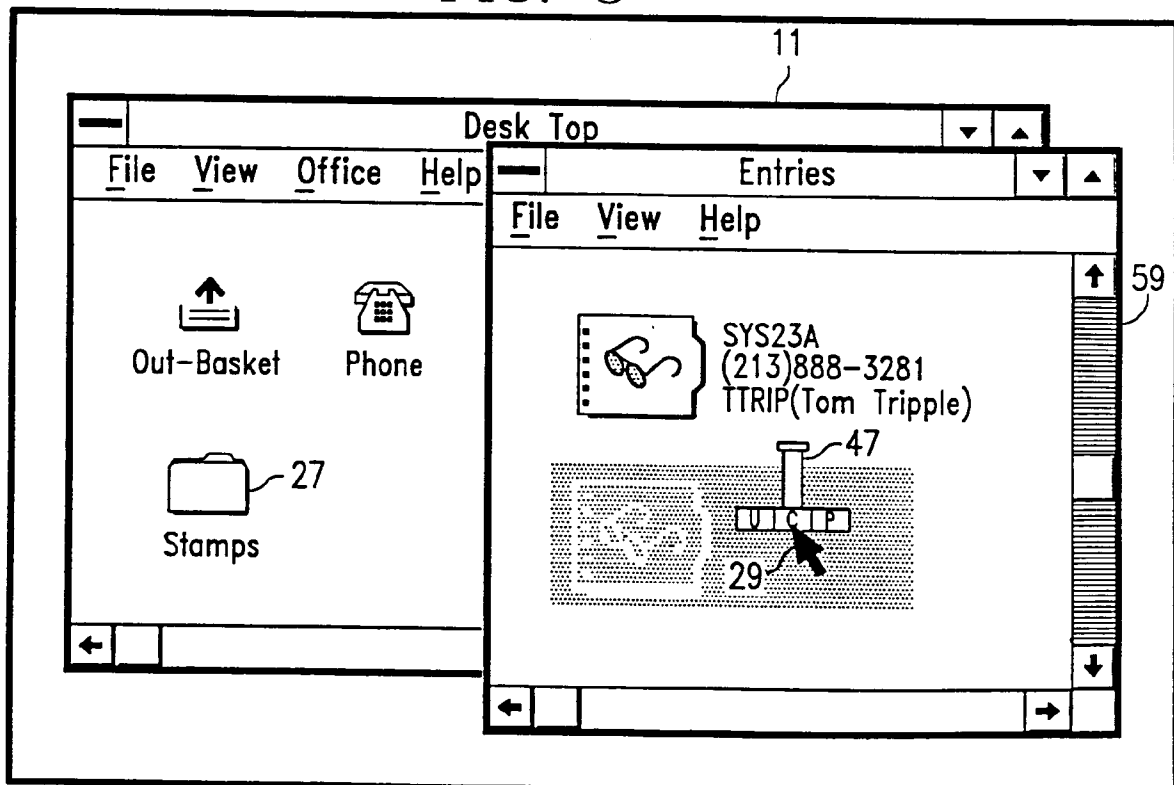 11
Desk Top
File View Office Help
Entries
File View Help
59
Out-Basket
Phone
SYS23A
(213)888-3281
TTRIP(Tom Tripple)
47
27
Stamps
U C P
29